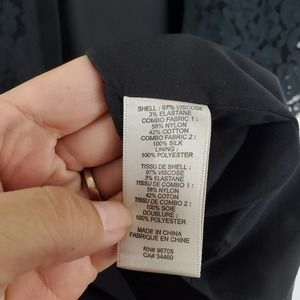 SHELL : 97% VISCOSE
3% ELASTANE
COMBO FABRIC 1 :
58% NYLON
42% COTTON
COMBO FABRIC 2 :
100% SILK
LINING :
100% POLYESTER
TISSU DE SHELL :
97% VISCOSE
3% ELASTANE
TISSU DE COMBO 1 :
58% NYLON
42% COTTON
TISSU DE COMBO 2 :
100% SOIE
DOUBLURE :
100% POLYESTER
MADE IN CHINA
FABRIQUE EN CHINE
RN# 96705
CA# 34460